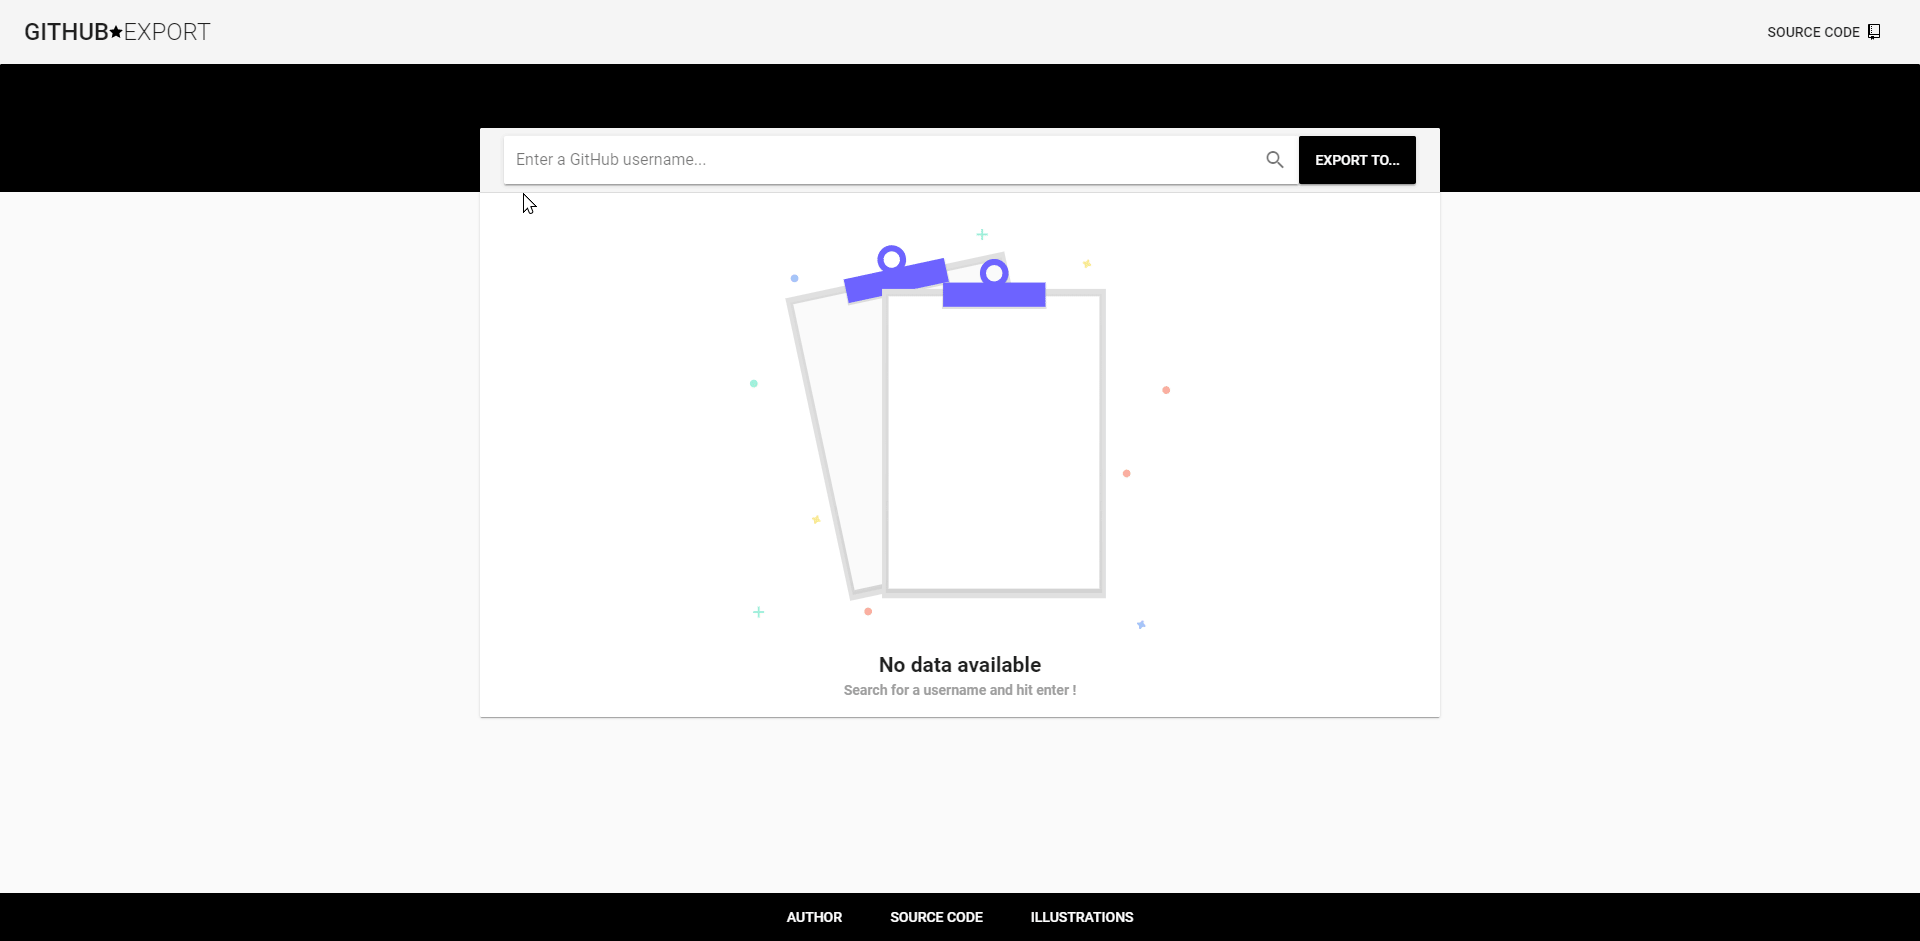 GITHUB★EXPORT
SOURCE CODE
Enter a GitHub username...
EXPORT TO...
No data available
Search for a username and hit enter !
AUTHOR SOURCE CODE ILLUSTRATIONS